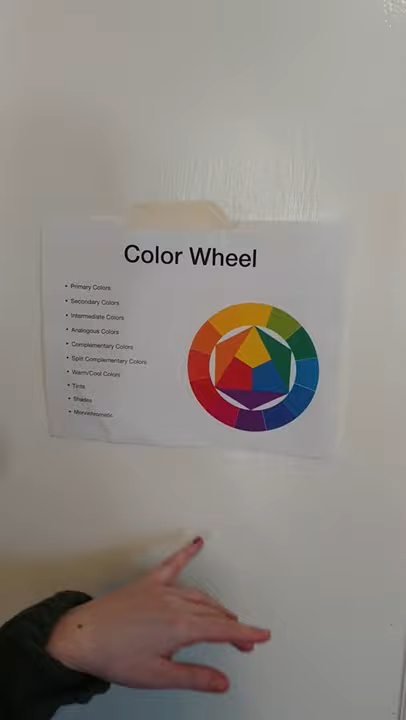 Color Wheel
• Primary Colors
• Secondary Colors
• Intermediate Colors
• Analogous Colors
• Complementary Colors
• Split Complementary Colors
• Warm/Cool Colors
• Tints
• Shades
• Monochromatic